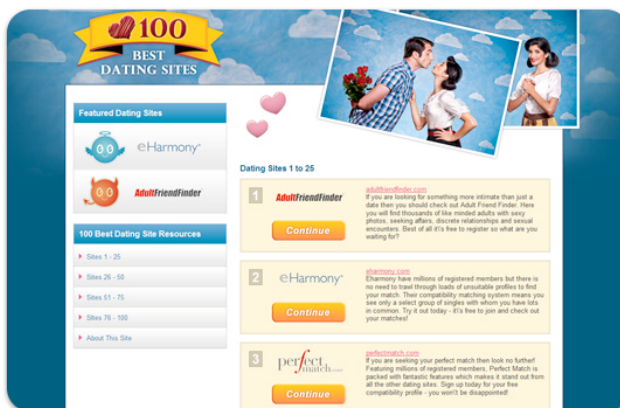 100
BEST
DATING SITES
Featured Dating Sites
eHarmony
AdultFriendFinder
100 Best Dating Site Resources
Sites 1 - 25
Sites 26 - 50
Sites 51 - 75
Sites 76 - 100
About This Site
Dating Sites 1 to 25
1
AdultFriendFinder
Continue
adultfriendfinder.com
If you are looking for something more intimate than just a
date then you should check out Adult Friend Finder. Here
you will find thousands of like minded adults with sexy
photos, seeking affairs, discrete relationships and sexual
encounters. Best of all it's free to register so what are you
waiting for?
2
eHarmony
Continue
eharmony.com
eHarmony have millions of registered members but there is
no need to trawl through loads of unsuitable profiles to find
your match. Their compatibility matching system means you
see only a select group of singles with whom you have lots
in common. Try it out today - it's free to join and check out
your matches!
3
perfect
match.com
Continue
perfectmatch.com
If you are seeking your perfect match then look no further!
Featuring millions of registered members, Perfect Match is
packed with fantastic features which makes it stand out from
all the other dating sites. Sign up today for your free
compatibility profile - you won't be disappointed!